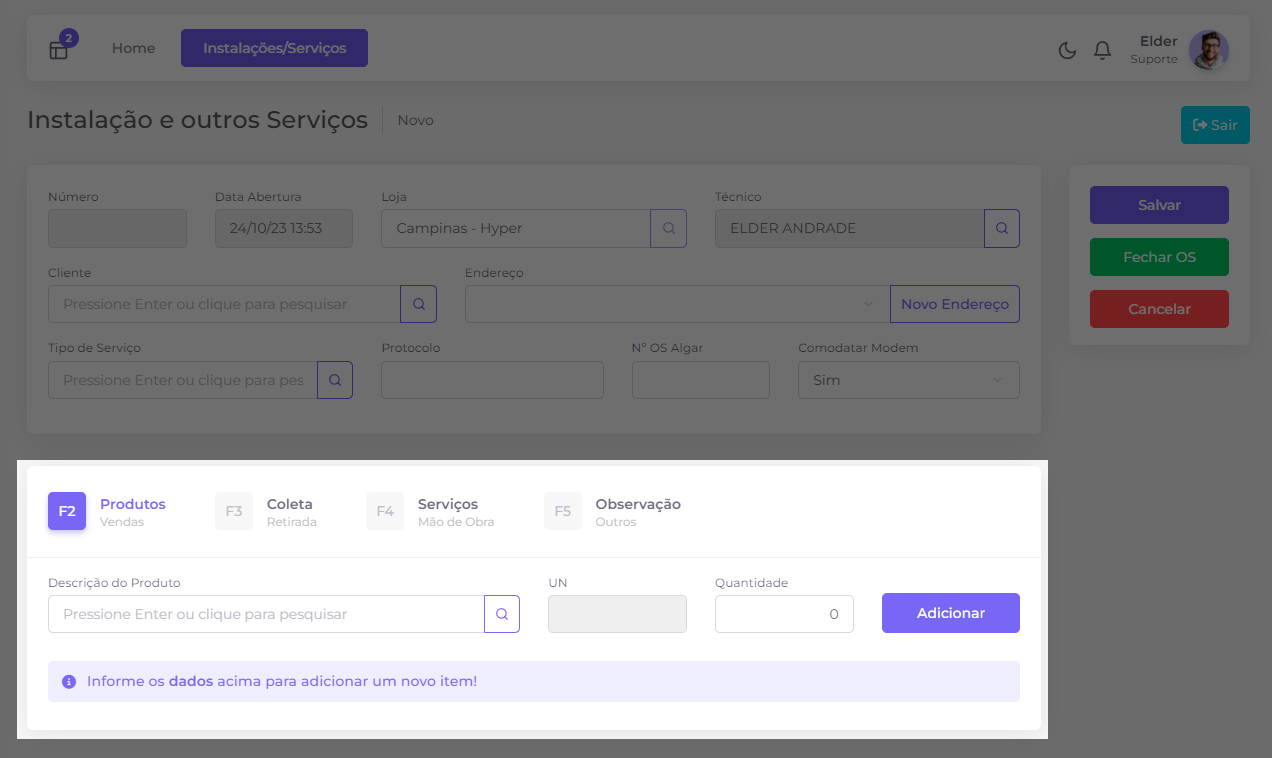 2
Home
Instalações/Serviços
Elder
Suporte
Instalação e outros Serviços
Novo
Sair
Número
Data Abertura
Loja
Técnico
24/10/23 13:53
Campinas - Hyper
ELDER ANDRADE
Cliente
Endereço
Pressione Enter ou clique para pesquisar
Novo Endereço
Tipo de Serviço
Protocolo
Nº OS Algar
Comodatar Modem
Pressione Enter ou clique para pes
Sim
Salvar
Fechar OS
Cancelar
F2
Produtos
Vendas
F3
Coleta
Retirada
F4
Serviços
Mão de Obra
F5
Observação
Outros
Descrição do Produto
UN
Quantidade
Pressione Enter ou clique para pesquisar
0
Adicionar
Informe os dados acima para adicionar um novo item!